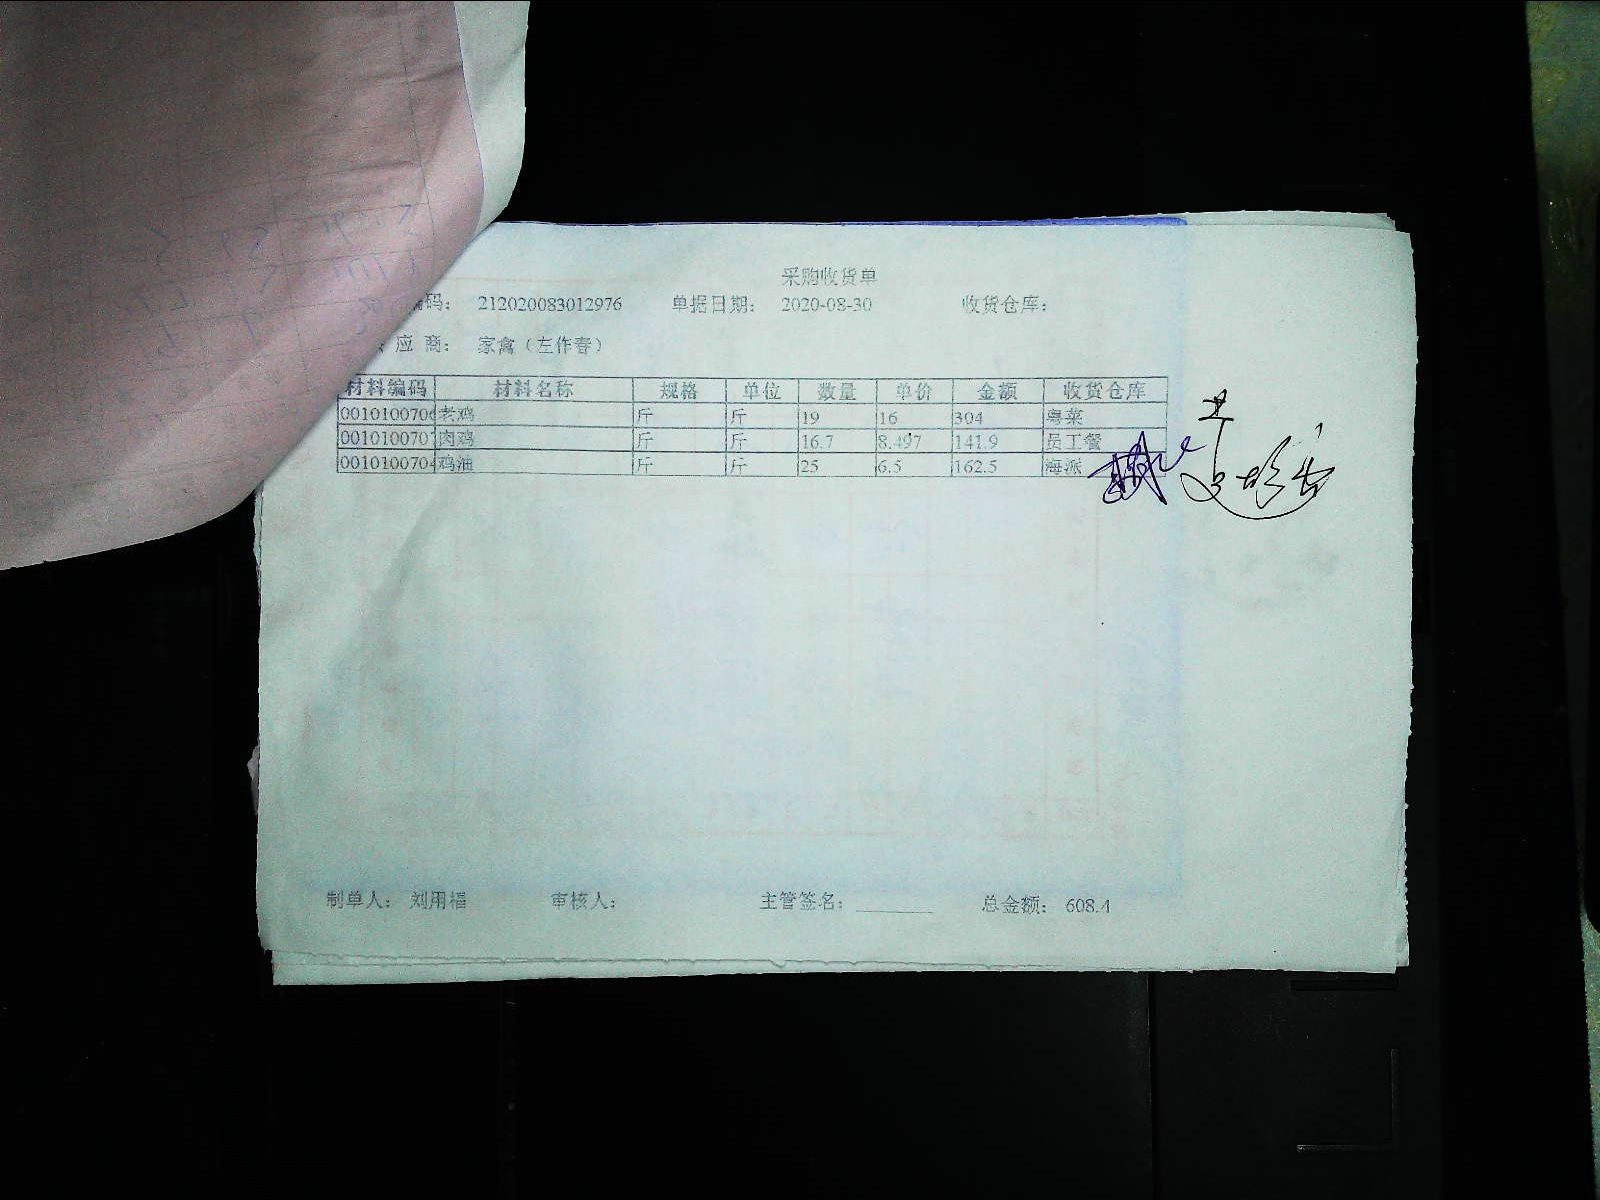 采购收货单
编码： 212020083012976 单据日期： 2020-08-30 收货仓库：
应 商： 家禽（左作春）
材料编码 材料名称 规格 单位 数量 单价 金额 收货仓库
0010100706 老鸡 斤 斤 19 16 304 粤菜
0010100707 肉鸡 斤 斤 16.7 8.497 141.9 员工餐
0010100704 鸡油 斤 斤 25 6.5 162.5 海派
制单人： 刘用福 审核人： 主管签名： 总金额： 608.4